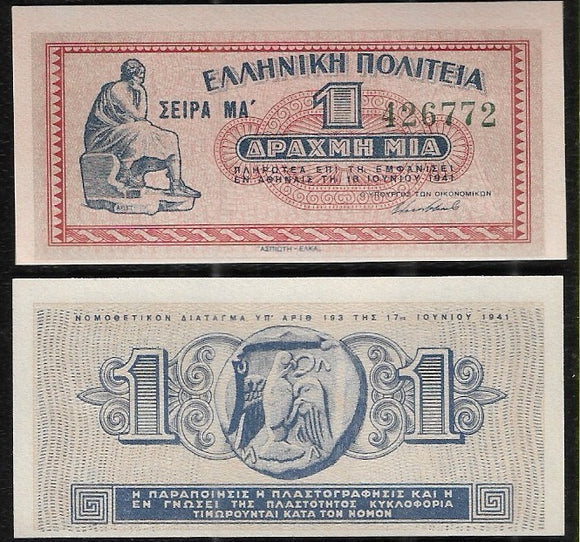 ΕΛΛΗΝΙΚΗ ΠΟΛΙΤΕΙΑ
ΣΕΙΡΑ ΜΑ΄
1 426772
ΔΡΑΧΜΗ ΜΙΑ
ΠΛΗΡΩΤΕΑ ΕΠΙ ΤΗ ΕΜΦΑΝΙΣΕΙ
ΕΝ ΑΘΗΝΑΙΣ ΤΗ 18 ΙΟΥΝΙΟΥ 1941
Ο ΥΠΟΥΡΓΟΣ ΤΩΝ ΟΙΚΟΝΟΜΙΚΩΝ
ΑΣΠΙΩΤΗ - ΕΛΚΑ.
ΝΟΜΟΘΕΤΙΚΟΝ ΔΙΑΤΑΓΜΑ ΥΠ' ΑΡΙΘ 193 ΤΗΣ 17ης ΙΟΥΝΙΟΥ 1941
1 1
Η ΠΑΡΑΠΟΙΗΣΙΣ Η ΠΛΑΣΤΟΓΡΑΦΗΣΙΣ ΚΑΙ Η
ΕΝ ΓΝΩΣΕΙ ΤΗΣ ΠΛΑΣΤΟΤΗΤΟΣ ΚΥΚΛΟΦΟΡΙΑ
ΤΙΜΩΡΟΥΝΤΑΙ ΚΑΤΑ ΤΟΝ ΝΟΜΟΝ